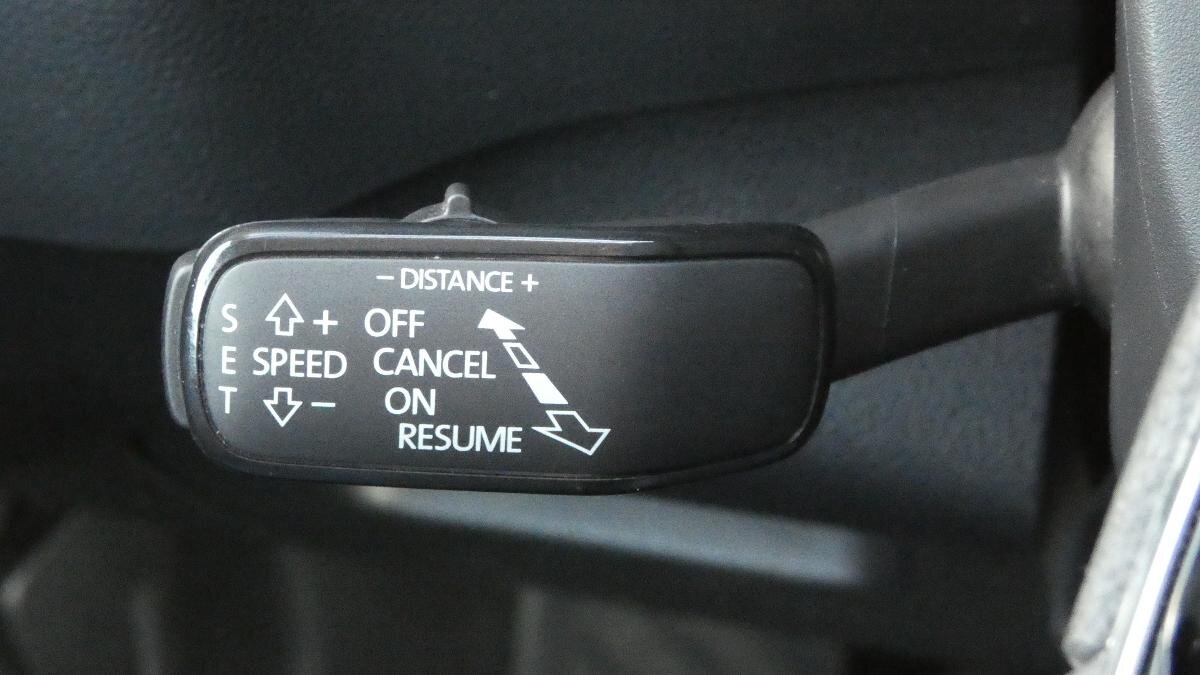 − DISTANCE +
S + OFF
E SPEED CANCEL
T − ON
RESUME